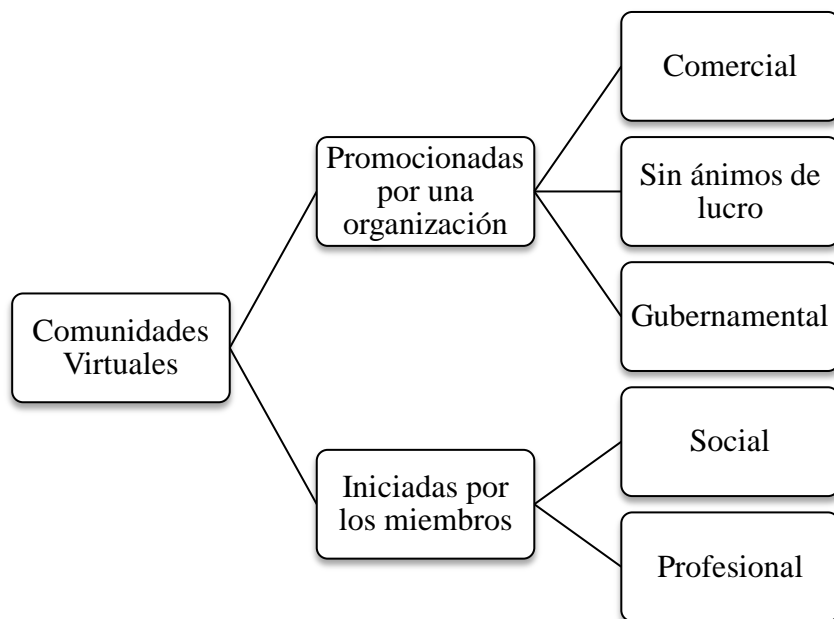 Comunidades
Virtuales
Promocionadas
por una
organización
Comercial
Sin ánimos de
lucro
Gubernamental
Iniciadas por
los miembros
Social
Profesional